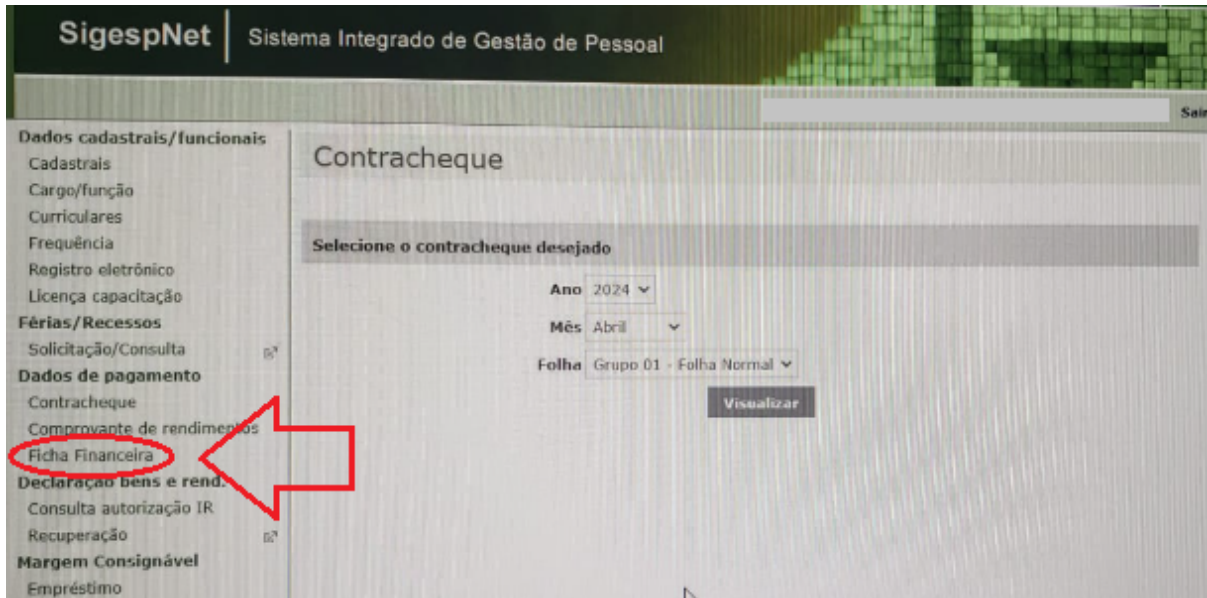 SigespNet | Sistema Integrado de Gestão de Pessoal
Sair
Dados cadastrais/funcionais
Cadastrais
Cargo/função
Curriculares
Frequência
Registro eletrônico
Licença capacitação
Férias/Recessos
Solicitação/Consulta
Dados de pagamento
Contracheque
Comprovante de rendimentos
Ficha Financeira
Declaração bens e rend.
Consulta autorização IR
Recuperação
Margem Consignável
Empréstimo
Contracheque
Selecione o contracheque desejado
Ano 2024
Mês Abril
Folha Grupo 01 - Folha Normal
Visualizar